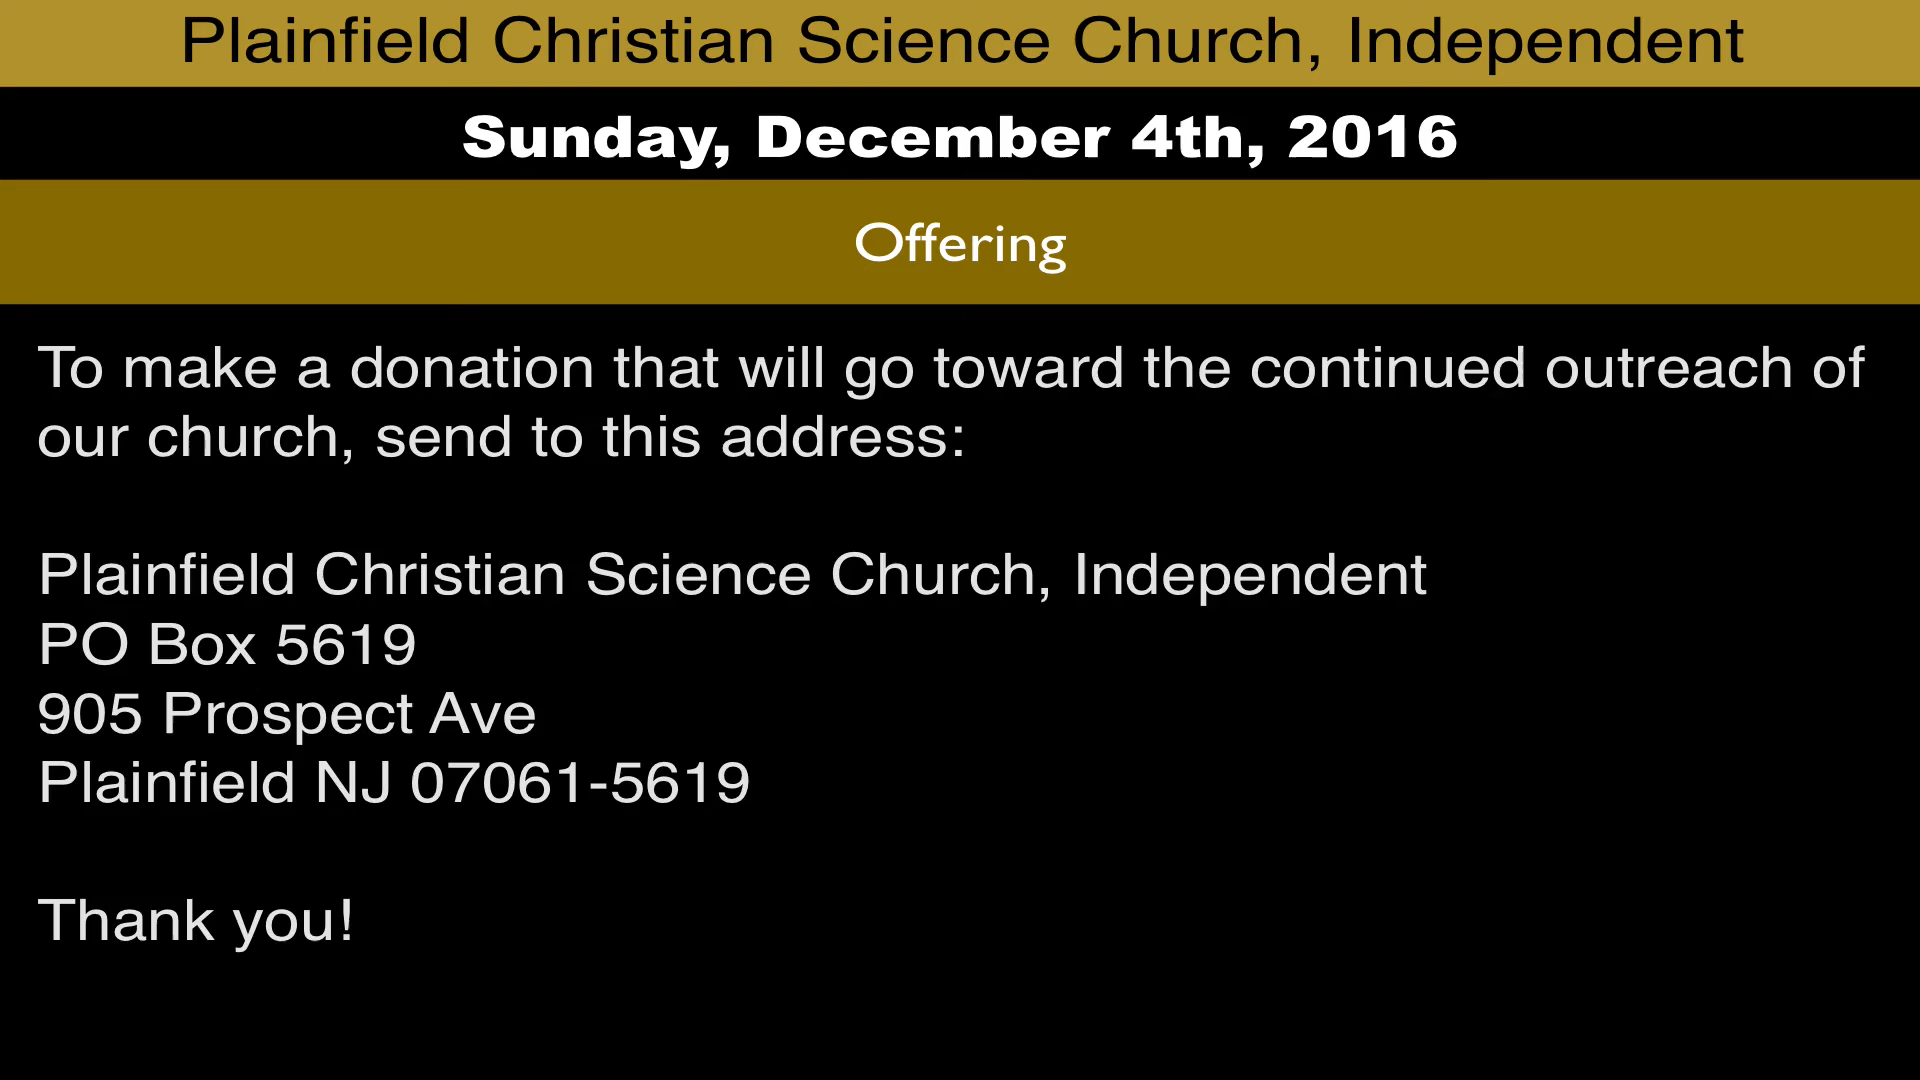 Plainfield Christian Science Church, Independent
Sunday, December 4th, 2016
Offering
To make a donation that will go toward the continued outreach of
our church, send to this address:
Plainfield Christian Science Church, Independent
PO Box 5619
905 Prospect Ave
Plainfield NJ 07061-5619
Thank you!